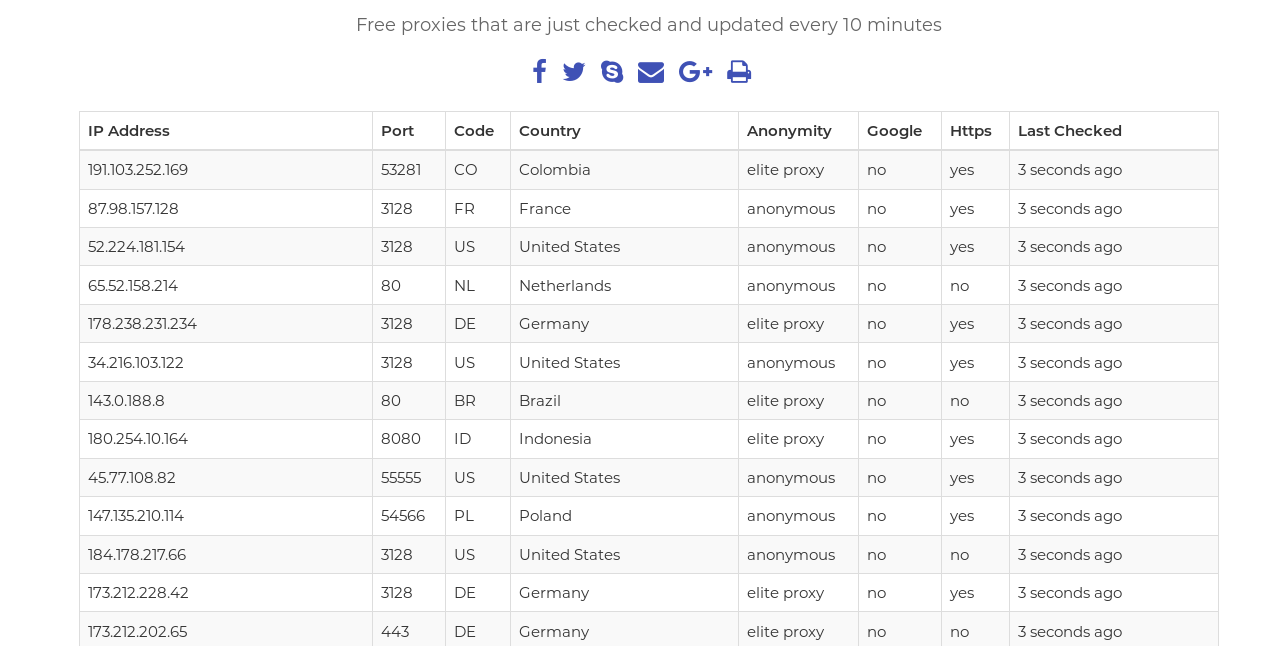 Free proxies that are just checked and updated every 10 minutes
IP Address Port Code Country Anonymity Google Https Last Checked
191.103.252.169 53281 CO Colombia elite proxy no yes 3 seconds ago
87.98.157.128 3128 FR France anonymous no yes 3 seconds ago
52.224.181.154 3128 US United States anonymous no yes 3 seconds ago
65.52.158.214 80 NL Netherlands anonymous no no 3 seconds ago
178.238.231.234 3128 DE Germany elite proxy no yes 3 seconds ago
34.216.103.122 3128 US United States anonymous no yes 3 seconds ago
143.0.188.8 80 BR Brazil elite proxy no no 3 seconds ago
180.254.10.164 8080 ID Indonesia elite proxy no yes 3 seconds ago
45.77.108.82 55555 US United States anonymous no yes 3 seconds ago
147.135.210.114 54566 PL Poland anonymous no yes 3 seconds ago
184.178.217.66 3128 US United States anonymous no no 3 seconds ago
173.212.228.42 3128 DE Germany elite proxy no yes 3 seconds ago
173.212.202.65 443 DE Germany elite proxy no no 3 seconds ago